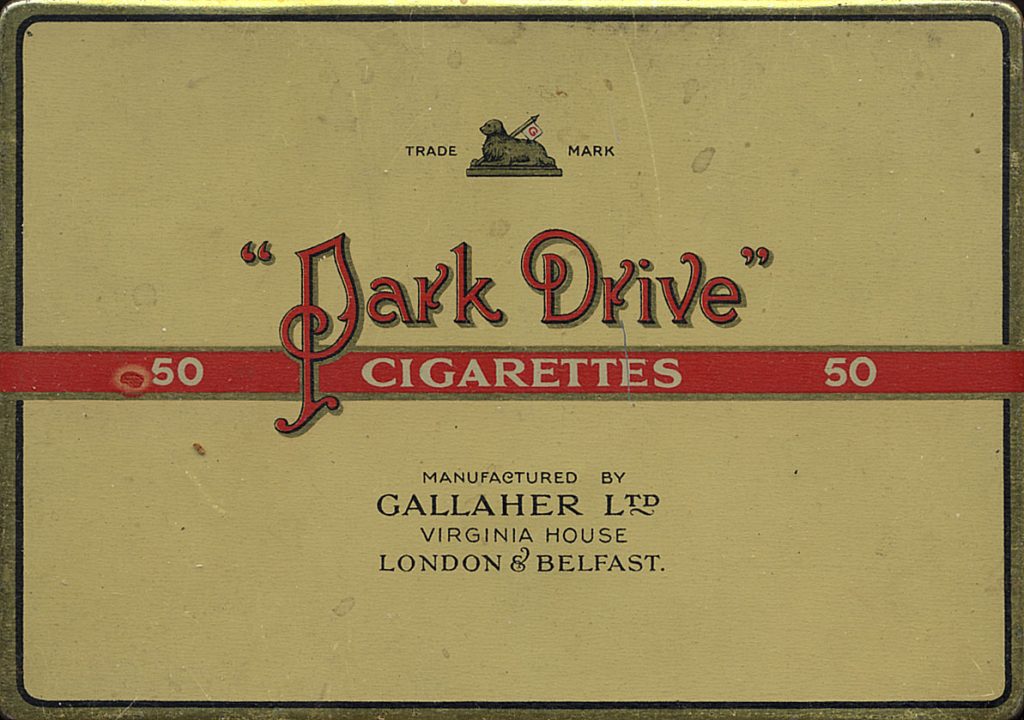 TRADE MARK
G
"Park Drive"
50 CIGARETTES 50
MANUFACTURED BY
GALLAHER LTD
VIRGINIA HOUSE
LONDON & BELFAST.